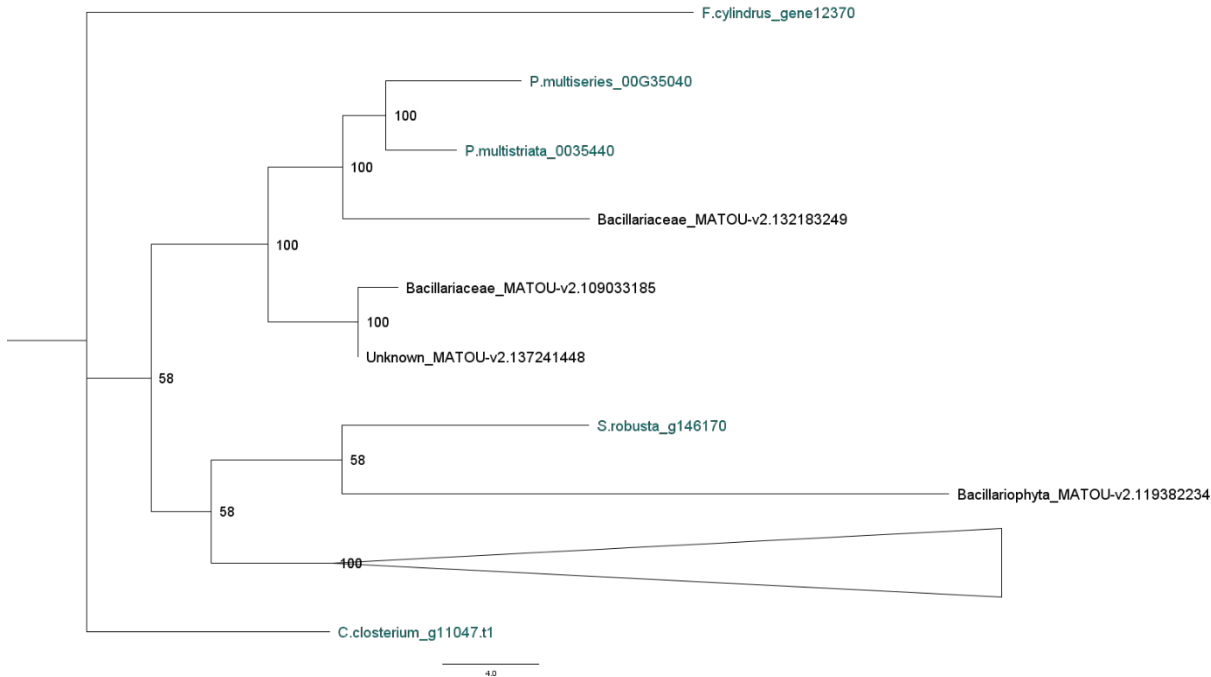 F.cylindrus_gene12370
P.multiseries_00G35040
100
P.multistriata_0035440
100
Bacillariaceae_MATOU-v2.132183249
100
Bacillariaceae_MATOU-v2.109033185
100
Unknown_MATOU-v2.137241448
58
S.robusta_g146170
58
Bacillariophyta_MATOU-v2.119382234
58
100
C.closterium_g11047.t1
4.0